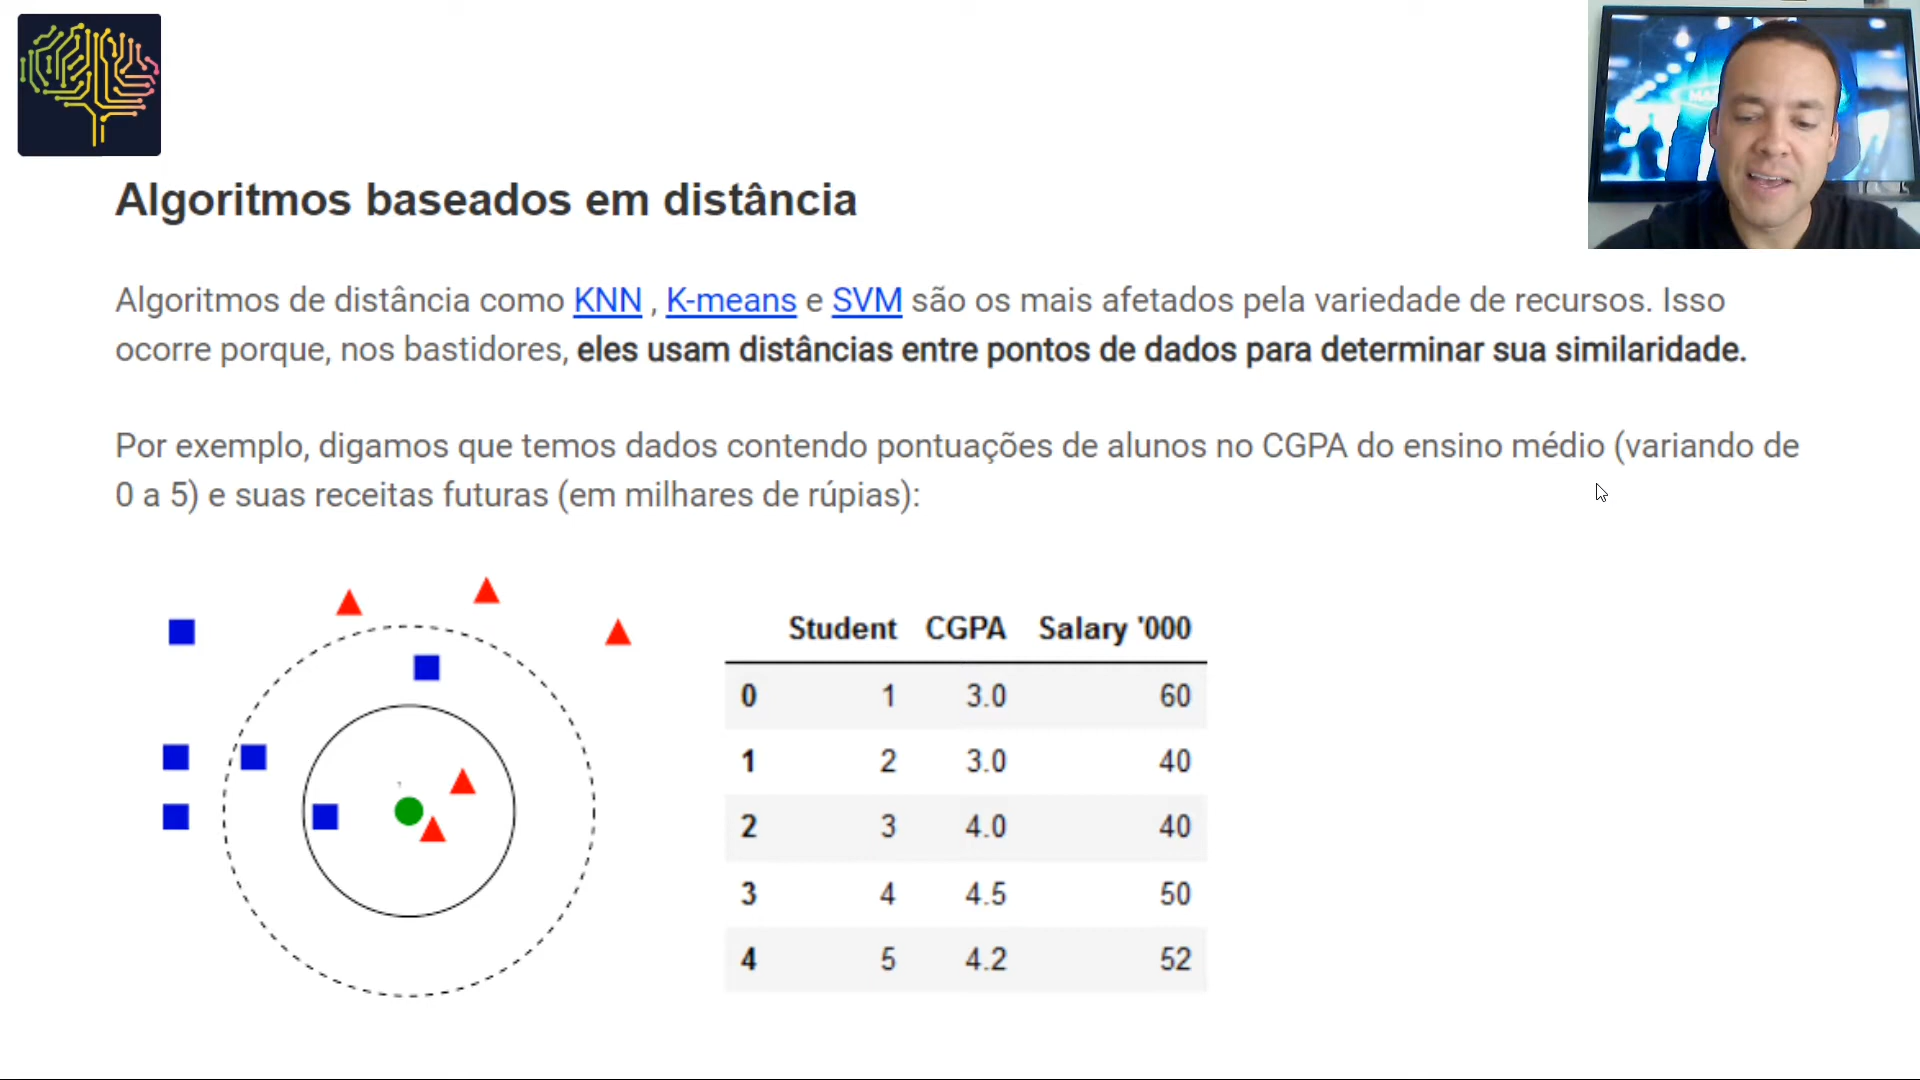 Algoritmos baseados em distância
Algoritmos de distância como KNN , K-means e SVM são os mais afetados pela variedade de recursos. Isso
ocorre porque, nos bastidores, eles usam distâncias entre pontos de dados para determinar sua similaridade.
Por exemplo, digamos que temos dados contendo pontuações de alunos no CGPA do ensino médio (variando de
0 a 5) e suas receitas futuras (em milhares de rúpias):
Student CGPA Salary '000
0 1 3.0 60
1 2 3.0 40
2 3 4.0 40
3 4 4.5 50
4 5 4.2 52